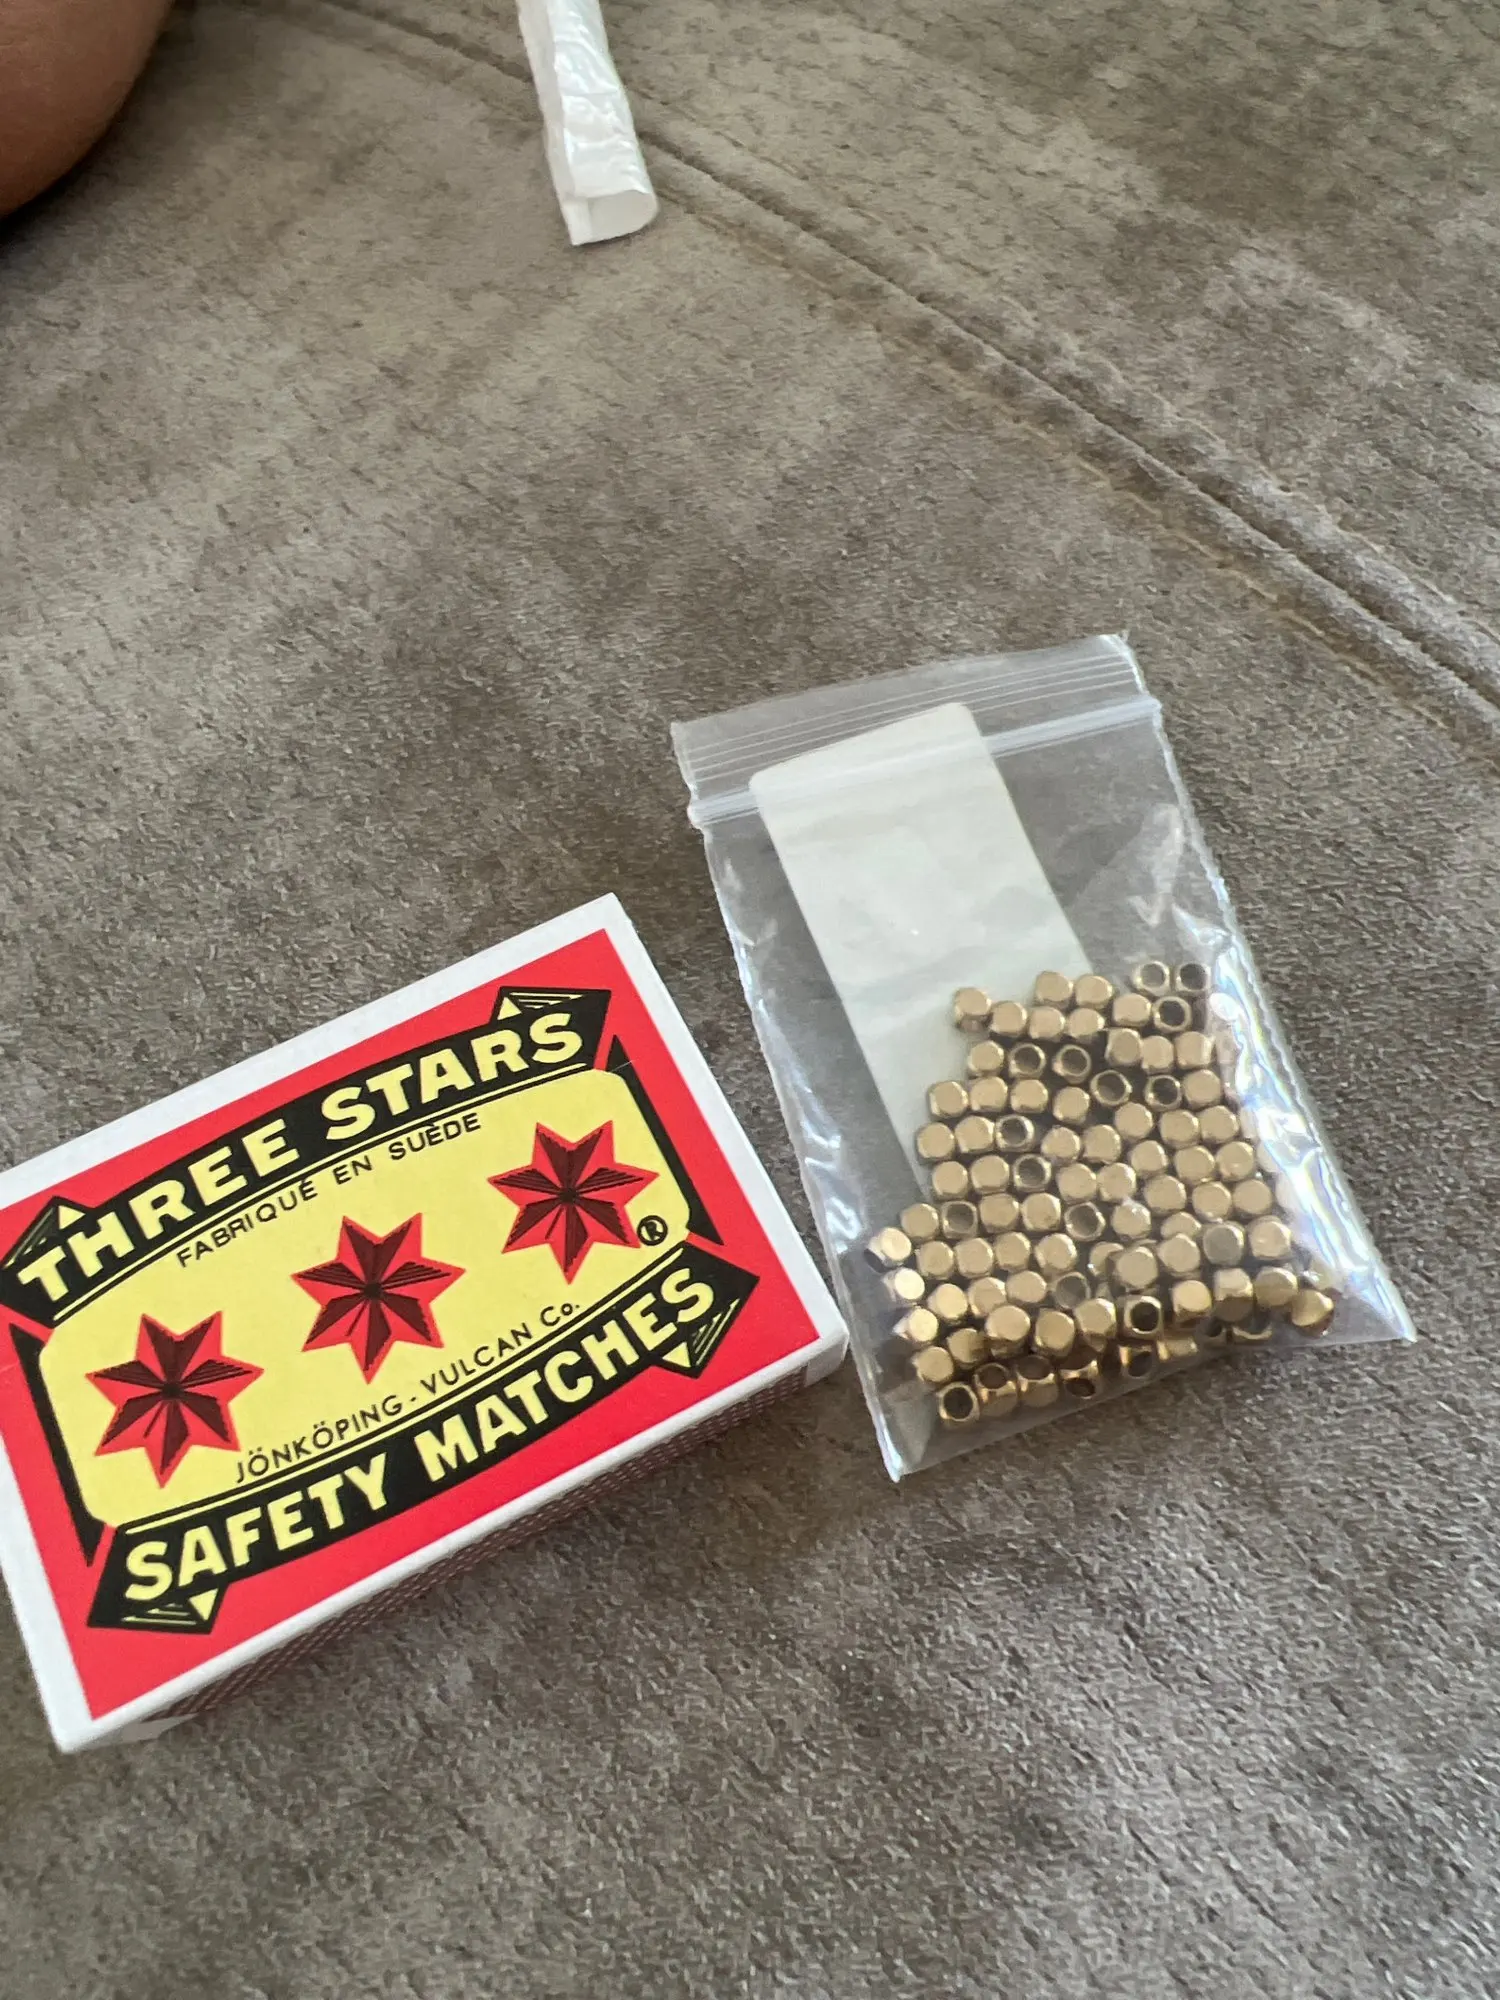 THREE STARS
FABRIQUÉ EN SUÈDE
®
JÖNKÖPING - VULCAN Co.
SAFETY MATCHES